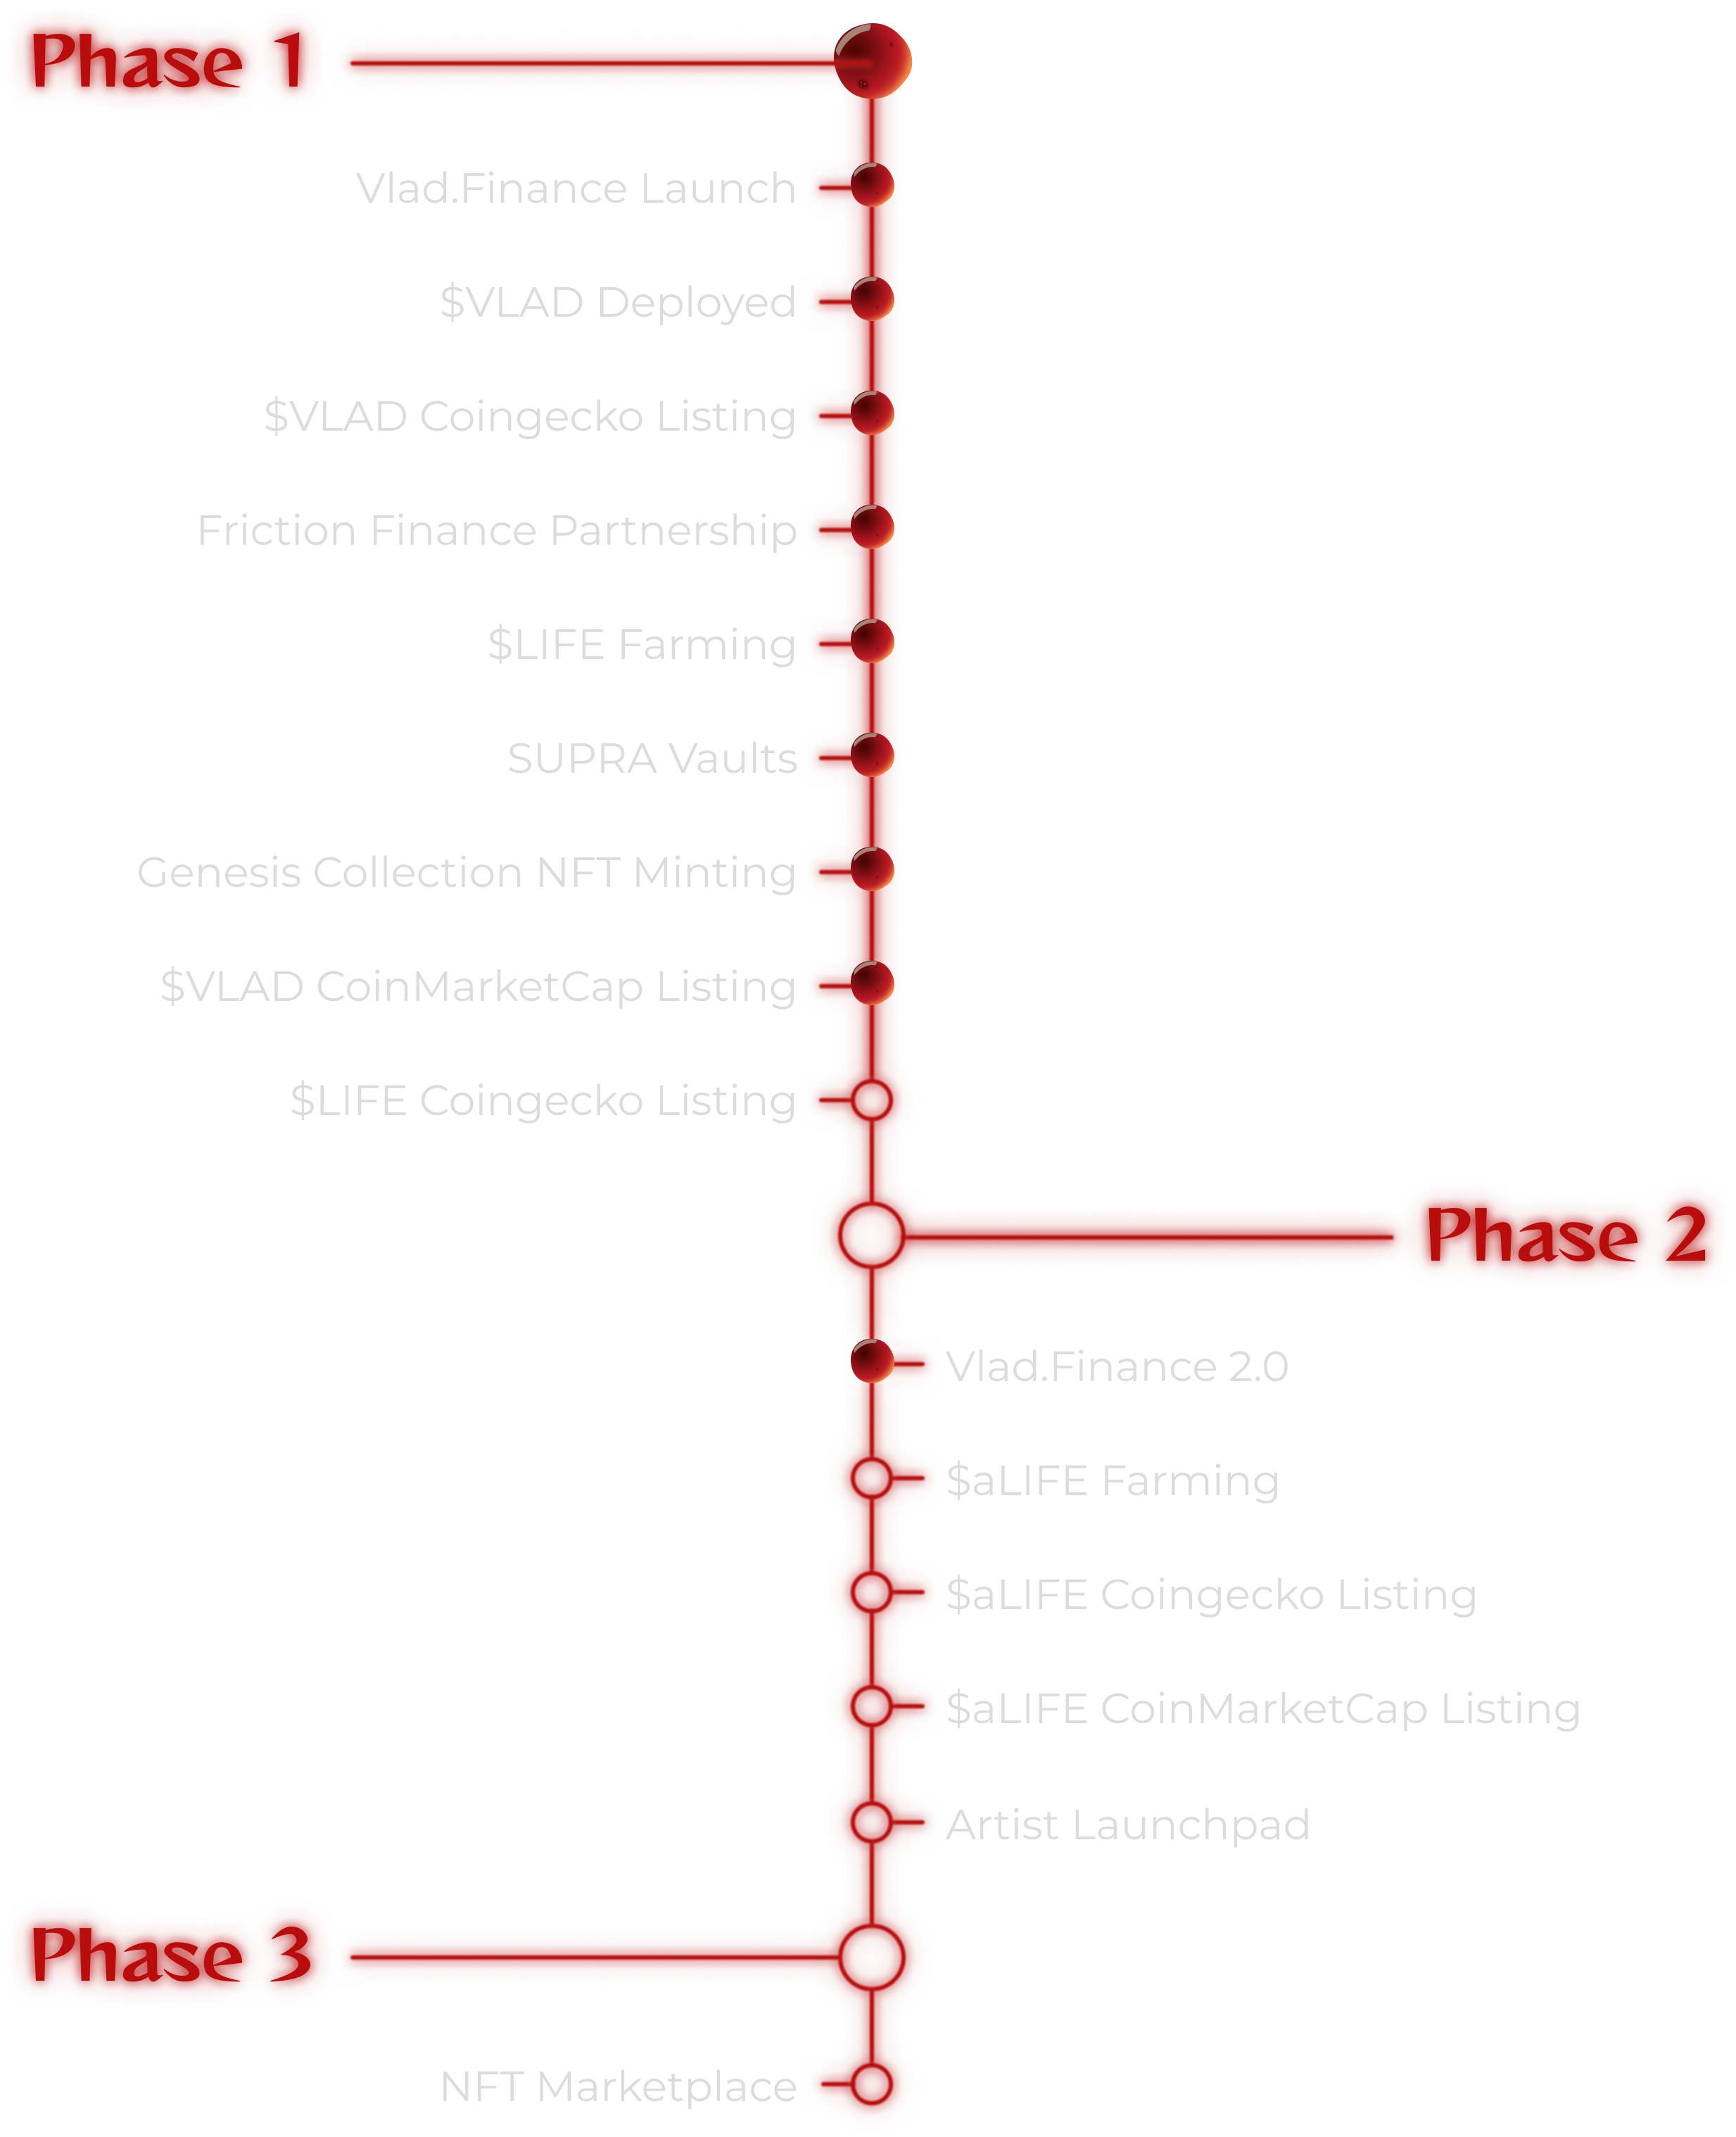 Phase 1
Vlad.Finance Launch
$VLAD Deployed
$VLAD Coingecko Listing
Friction Finance Partnership
$LIFE Farming
SUPRA Vaults
Genesis Collection NFT Minting
$VLAD CoinMarketCap Listing
$LIFE Coingecko Listing
Phase 2
Vlad.Finance 2.0
$aLIFE Farming
$aLIFE Coingecko Listing
$aLIFE CoinMarketCap Listing
Artist Launchpad
Phase 3
NFT Marketplace